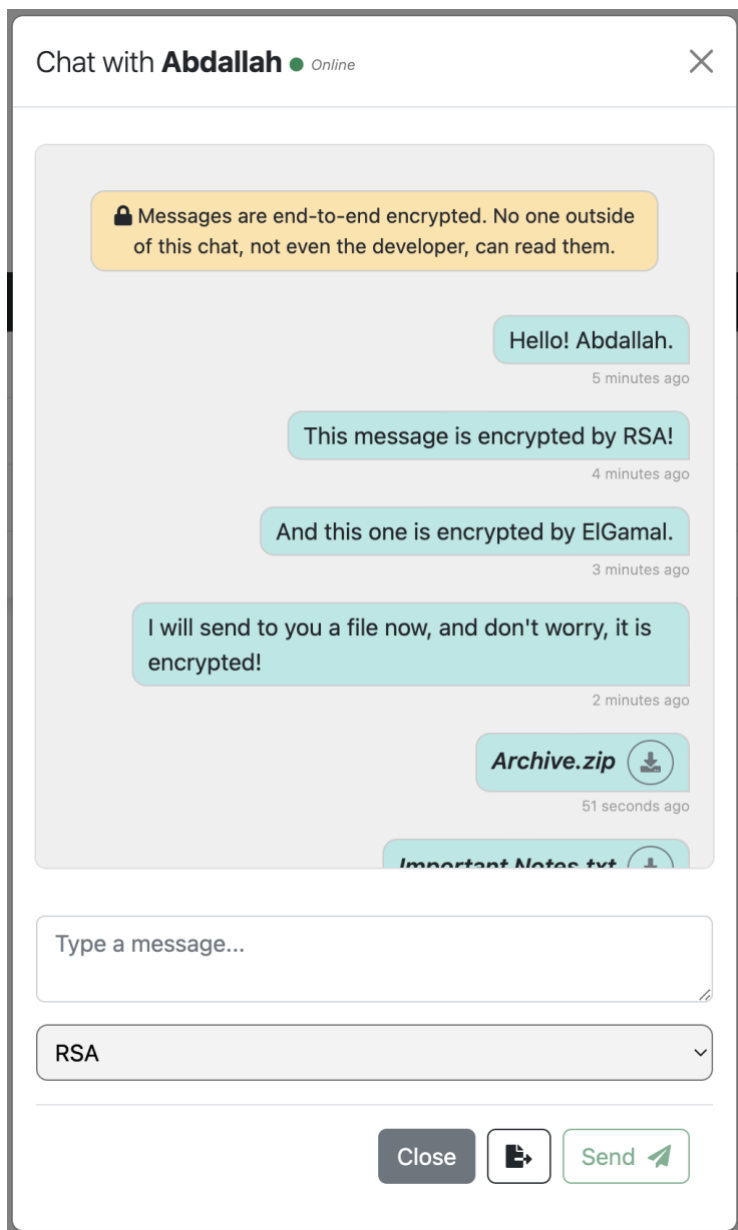 Chat with Abdallah Online
Messages are end-to-end encrypted. No one outside
of this chat, not even the developer, can read them.
Hello! Abdallah.
5 minutes ago
This message is encrypted by RSA!
4 minutes ago
And this one is encrypted by ElGamal.
3 minutes ago
I will send to you a file now, and don't worry, it is
encrypted!
2 minutes ago
Archive.zip
51 seconds ago
Important Notes.txt
Type a message...
RSA
Close
Send